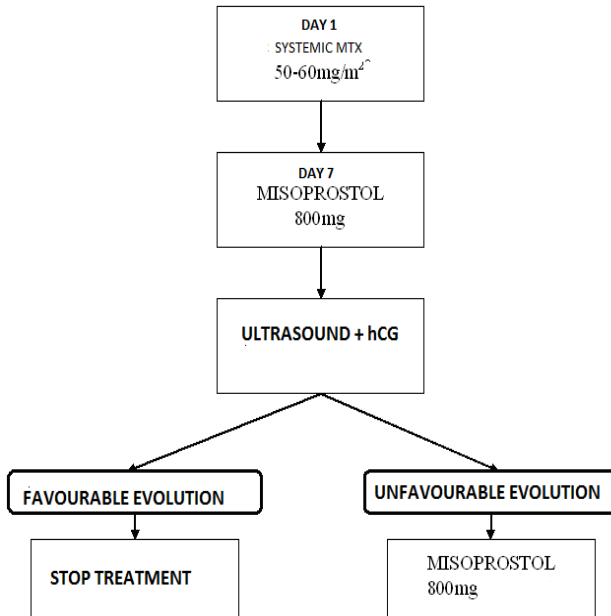 DAY 1
SYSTEMIC MTX
50-60mg/m²
DAY 7
MISOPROSTOL
800mg
ULTRASOUND + hCG
FAVOURABLE EVOLUTION
UNFAVOURABLE EVOLUTION
STOP TREATMENT
MISOPROSTOL
800mg